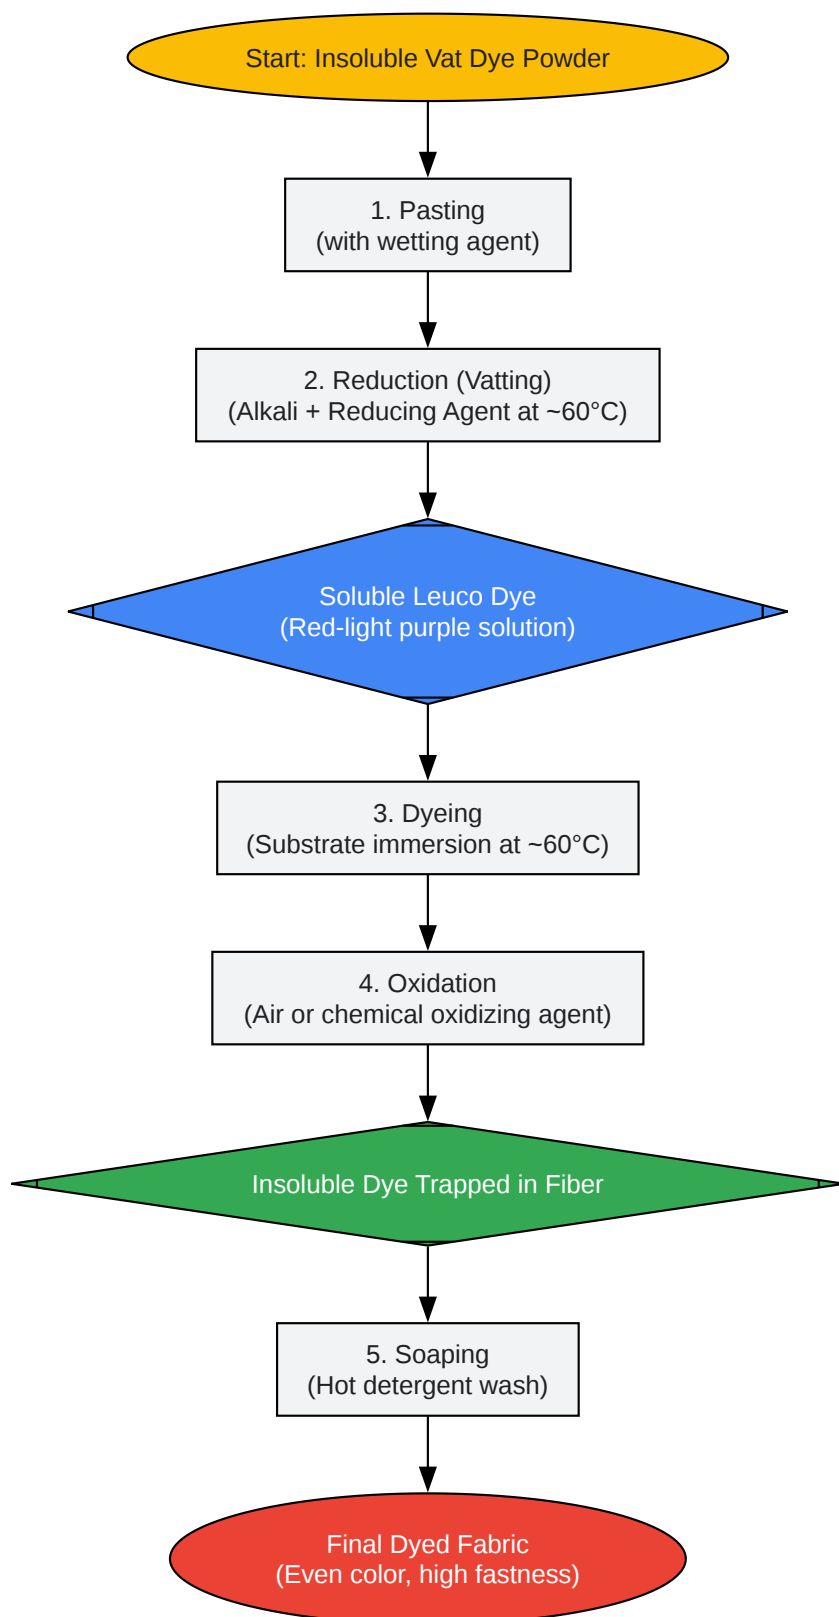 Start: Insoluble Vat Dye Powder
1. Pasting
(with wetting agent)
2. Reduction (Vatting)
(Alkali + Reducing Agent at ~60°C)
Soluble Leuco Dye
(Red-light purple solution)
3. Dyeing
(Substrate immersion at ~60°C)
4. Oxidation
(Air or chemical oxidizing agent)
Insoluble Dye Trapped in Fiber
5. Soaping
(Hot detergent wash)
Final Dyed Fabric
(Even color, high fastness)